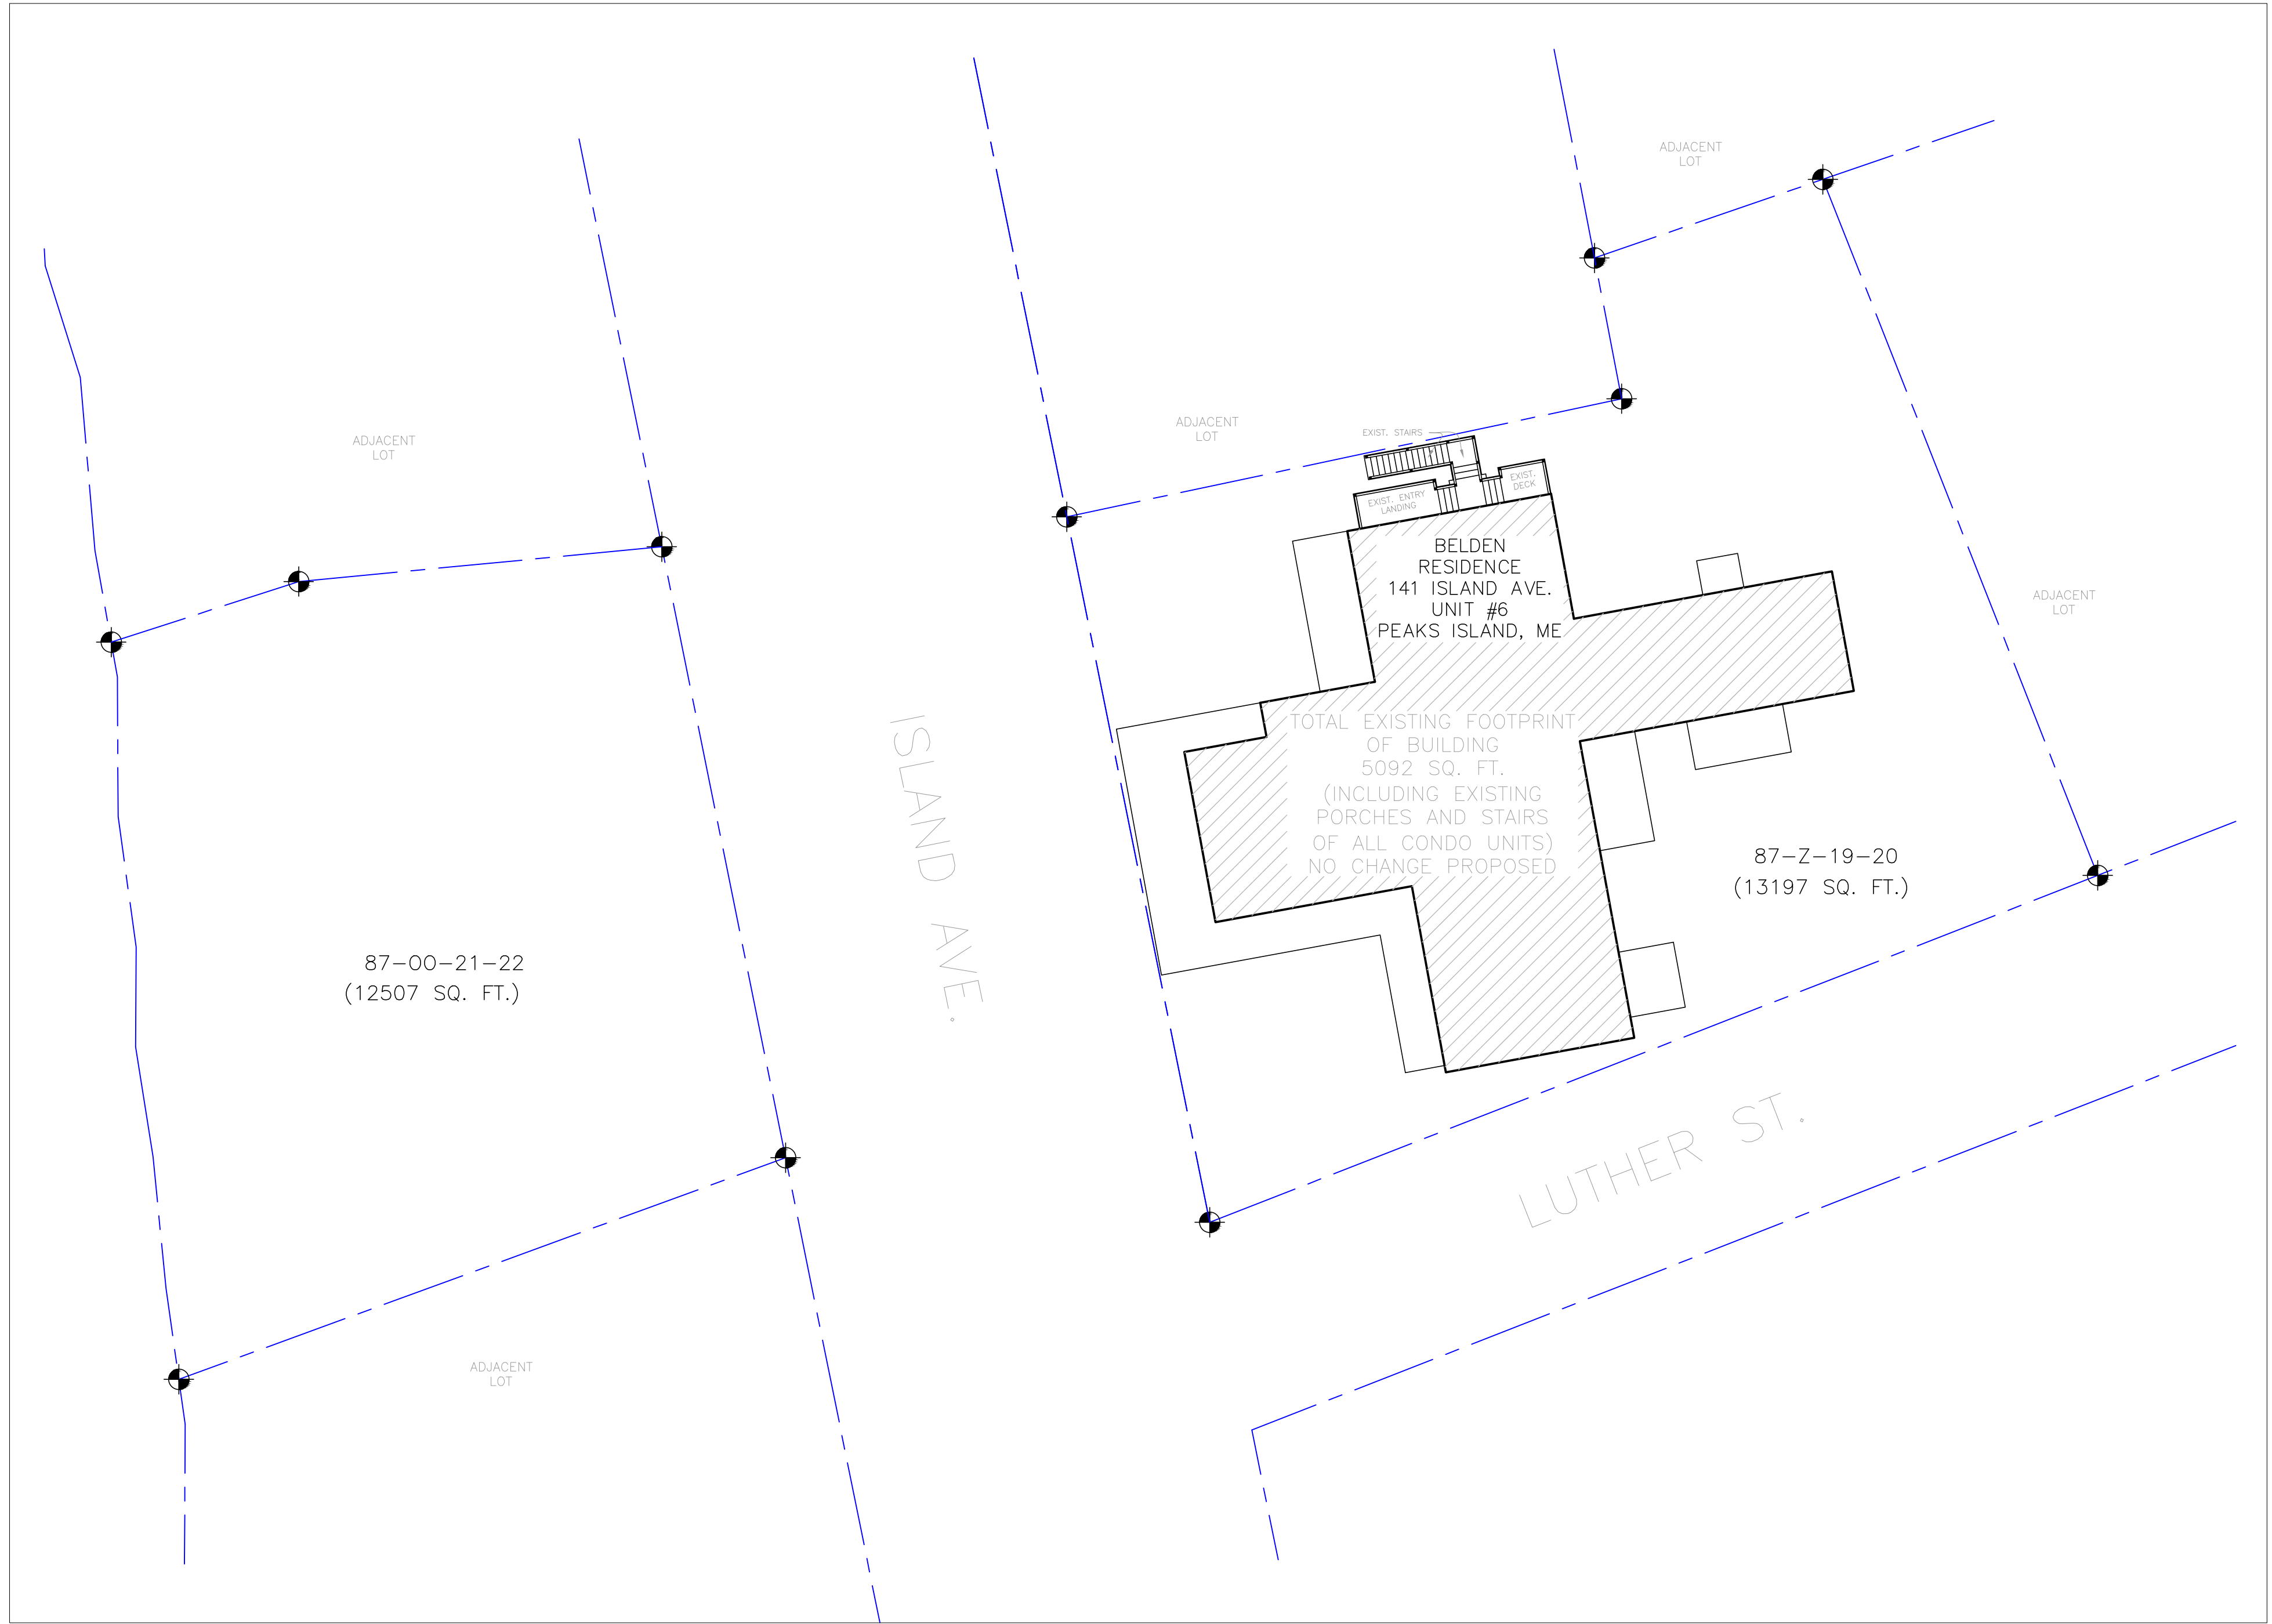 ADJACENT
LOT
ADJACENT
LOT
ADJACENT
LOT
EXIST. STAIRS
EXIST.
DECK
EXIST. ENTRY
LANDING
BELDEN
RESIDENCE
141 ISLAND AVE.
UNIT #6
PEAKS ISLAND, ME
ADJACENT
LOT
TOTAL EXISTING FOOTPRINT
OF BUILDING
5092 SQ. FT.
(INCLUDING EXISTING
PORCHES AND STAIRS
OF ALL CONDO UNITS)
NO CHANGE PROPOSED
ISLAND AVE.
87-Z-19-20
(13197 SQ. FT.)
87-OO-21-22
(12507 SQ. FT.)
LUTHER ST.
ADJACENT
LOT